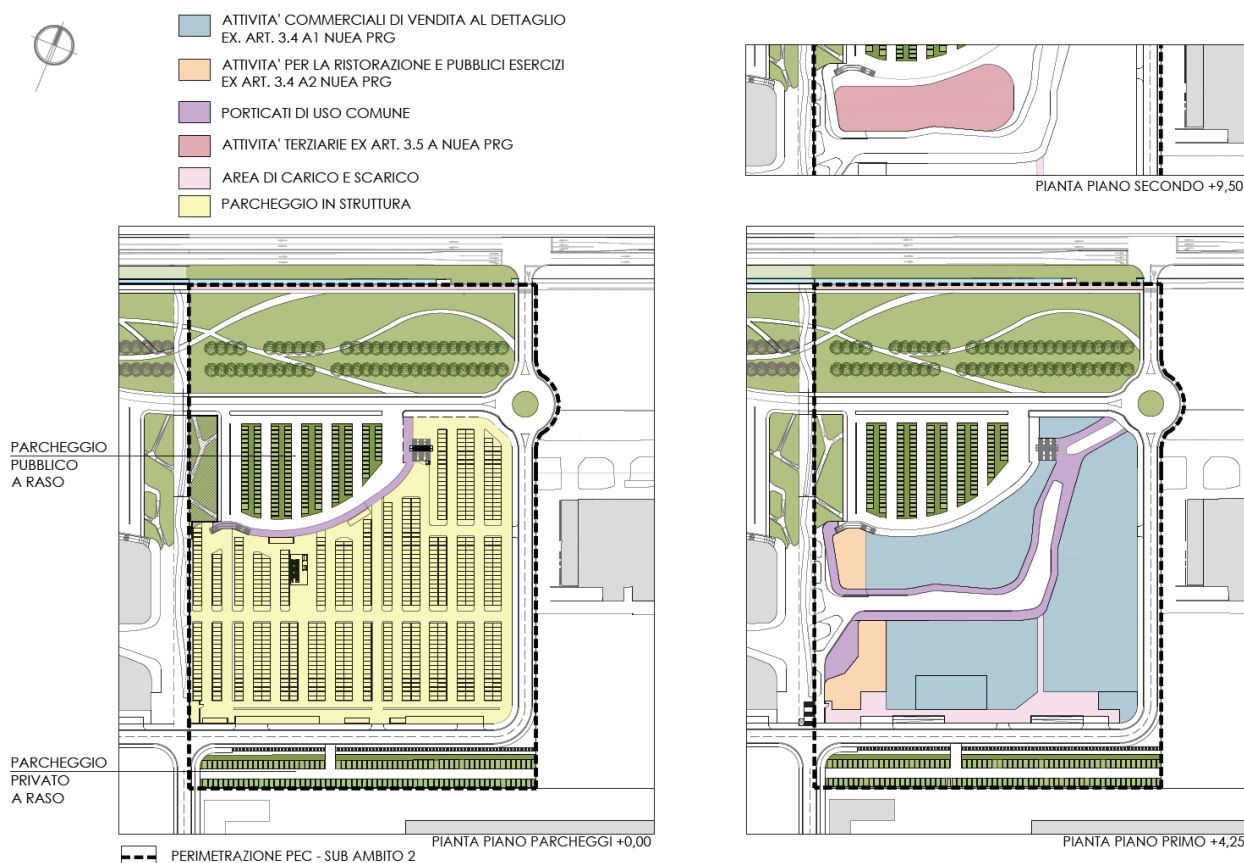 ATTIVITA' COMMERCIALI DI VENDITA AL DETTAGLIO
EX. ART. 3.4 A1 NUEA PRG
ATTIVITA' PER LA RISTORAZIONE E PUBBLICI ESERCIZI
EX ART. 3.4 A2 NUEA PRG
PORTICATI DI USO COMUNE
ATTIVITA' TERZIARIE EX ART. 3.5 A NUEA PRG
AREA DI CARICO E SCARICO
PARCHEGGIO IN STRUTTURA
PIANTA PIANO SECONDO +9,50
PARCHEGGIO
PUBBLICO
A RASO
PARCHEGGIO
PRIVATO
A RASO
PIANTA PIANO PARCHEGGI +0,00
PIANTA PIANO PRIMO +4,25
PERIMETRAZIONE PEC - SUB AMBITO 2